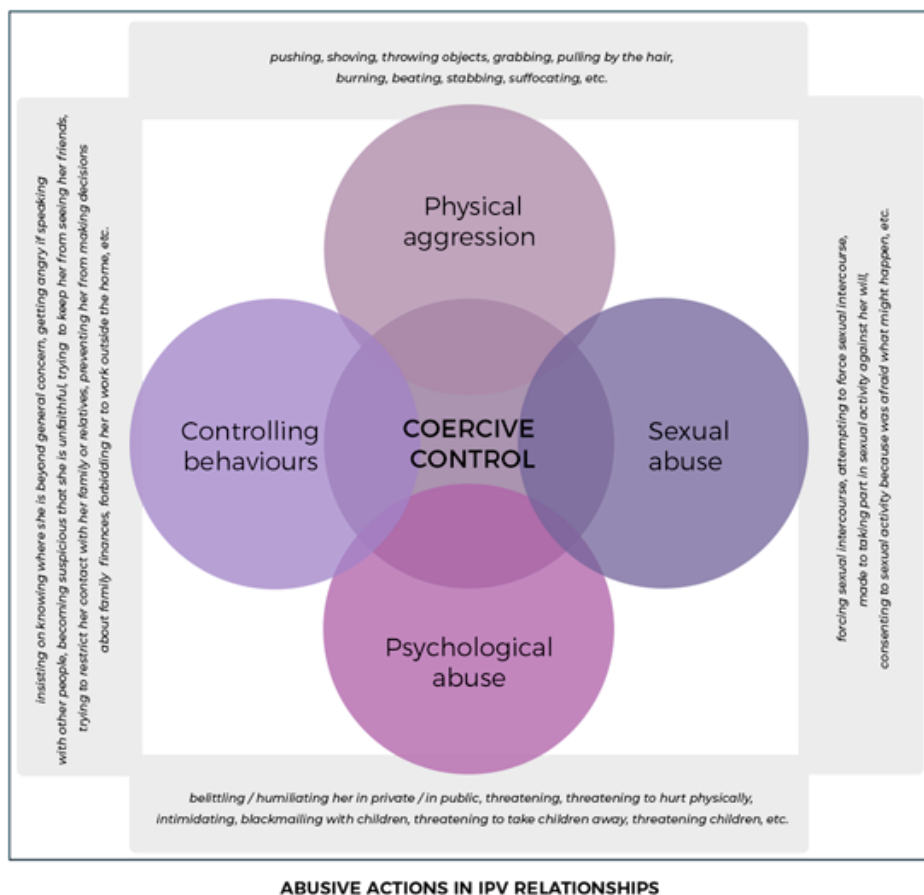 pushing, shoving, throwing objects, grabbing, pulling by the hair,
burning, beating, stabbing, suffocating, etc.
insisting on knowing where she is beyond general concern, getting angry if speaking
with other people, becoming suspicious that she is unfaithful, trying to keep her from seeing her friends,
trying to restrict her contact with her family or relatives, preventing her from making decisions
about family finances, forbidding her to work outside the home, etc.
Physical
aggression
Controlling
behaviours
COERCIVE
CONTROL
Sexual
abuse
Psychological
abuse
forcing sexual intercourse, attempting to force sexual intercourse,
made to taking part in sexual activity against her will,
consenting to sexual activity because was afraid what might happen, etc.
belittling / humiliating her in private / in public, threatening, threatening to hurt physically,
intimidating, blackmailing with children, threatening to take children away, threatening children, etc.
ABUSIVE ACTIONS IN IPV RELATIONSHIPS